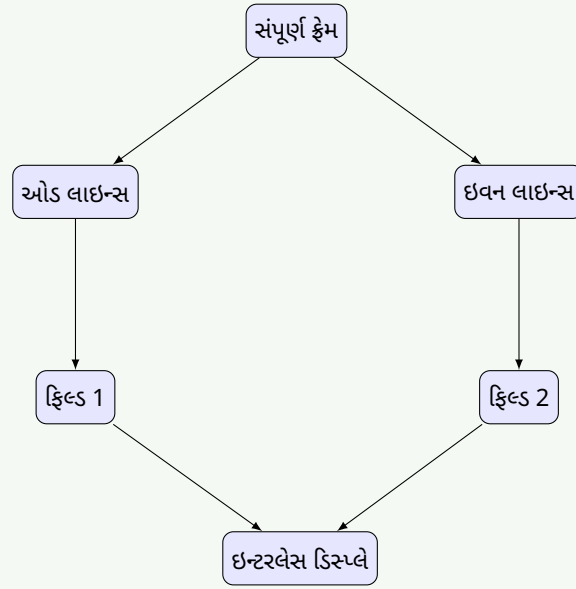 સંપૂર્ણ ફ્રેમ
ઓડ લાઇન્સ
ઇવન લાઇન્સ
ફિલ્ડ 1
ફિલ્ડ 2
ઇન્ટરલેસ ડિસ્પ્લે